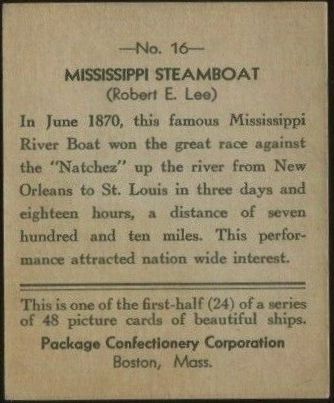 —No. 16—
MISSISSIPPI STEAMBOAT
(Robert E. Lee)
In June 1870, this famous Mississippi
River Boat won the great race against
the "Natchez" up the river from New
Orleans to St. Louis in three days and
eighteen hours, a distance of seven
hundred and ten miles. This perfor-
mance attracted nation wide interest.
This is one of the first-half (24) of a series
of 48 picture cards of beautiful ships.
Package Confectionery Corporation
Boston, Mass.